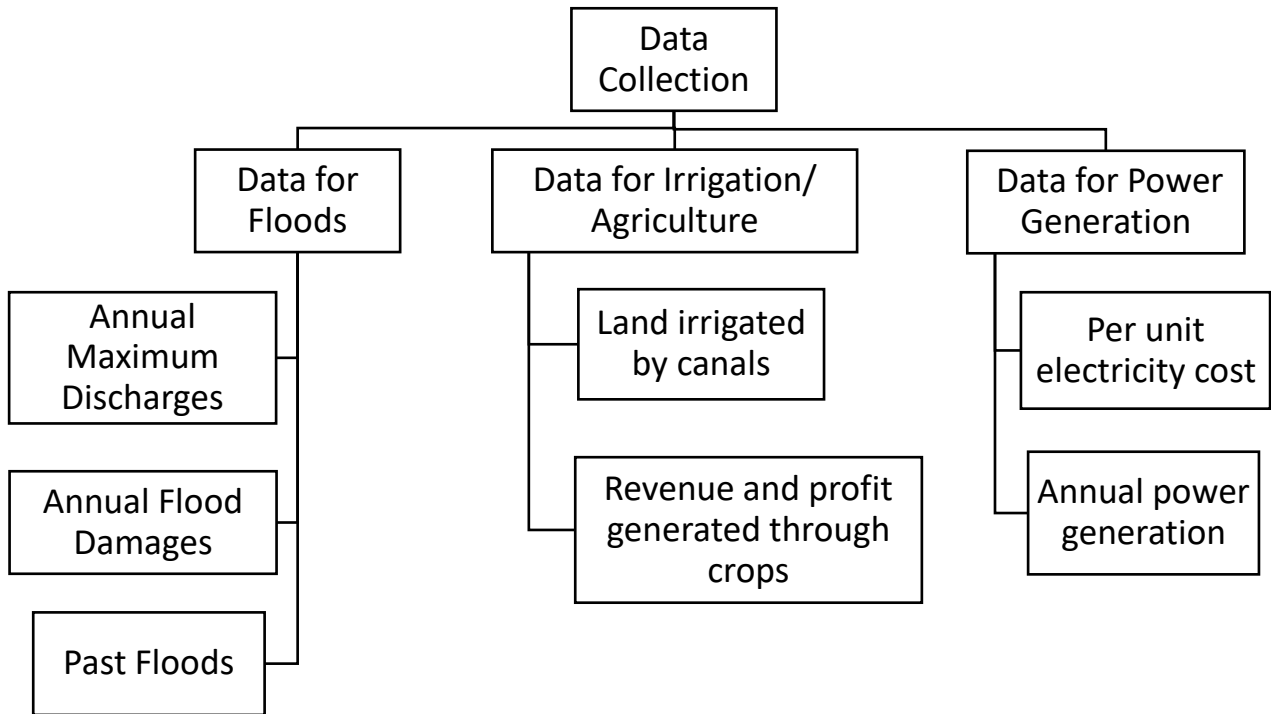 Data
Collection
Data for
Floods
Data for Irrigation/
Agriculture
Data for Power
Generation
Annual
Maximum
Discharges
Annual Flood
Damages
Past Floods
Land irrigated
by canals
Revenue and profit
generated through
crops
Per unit
electricity cost
Annual power
generation